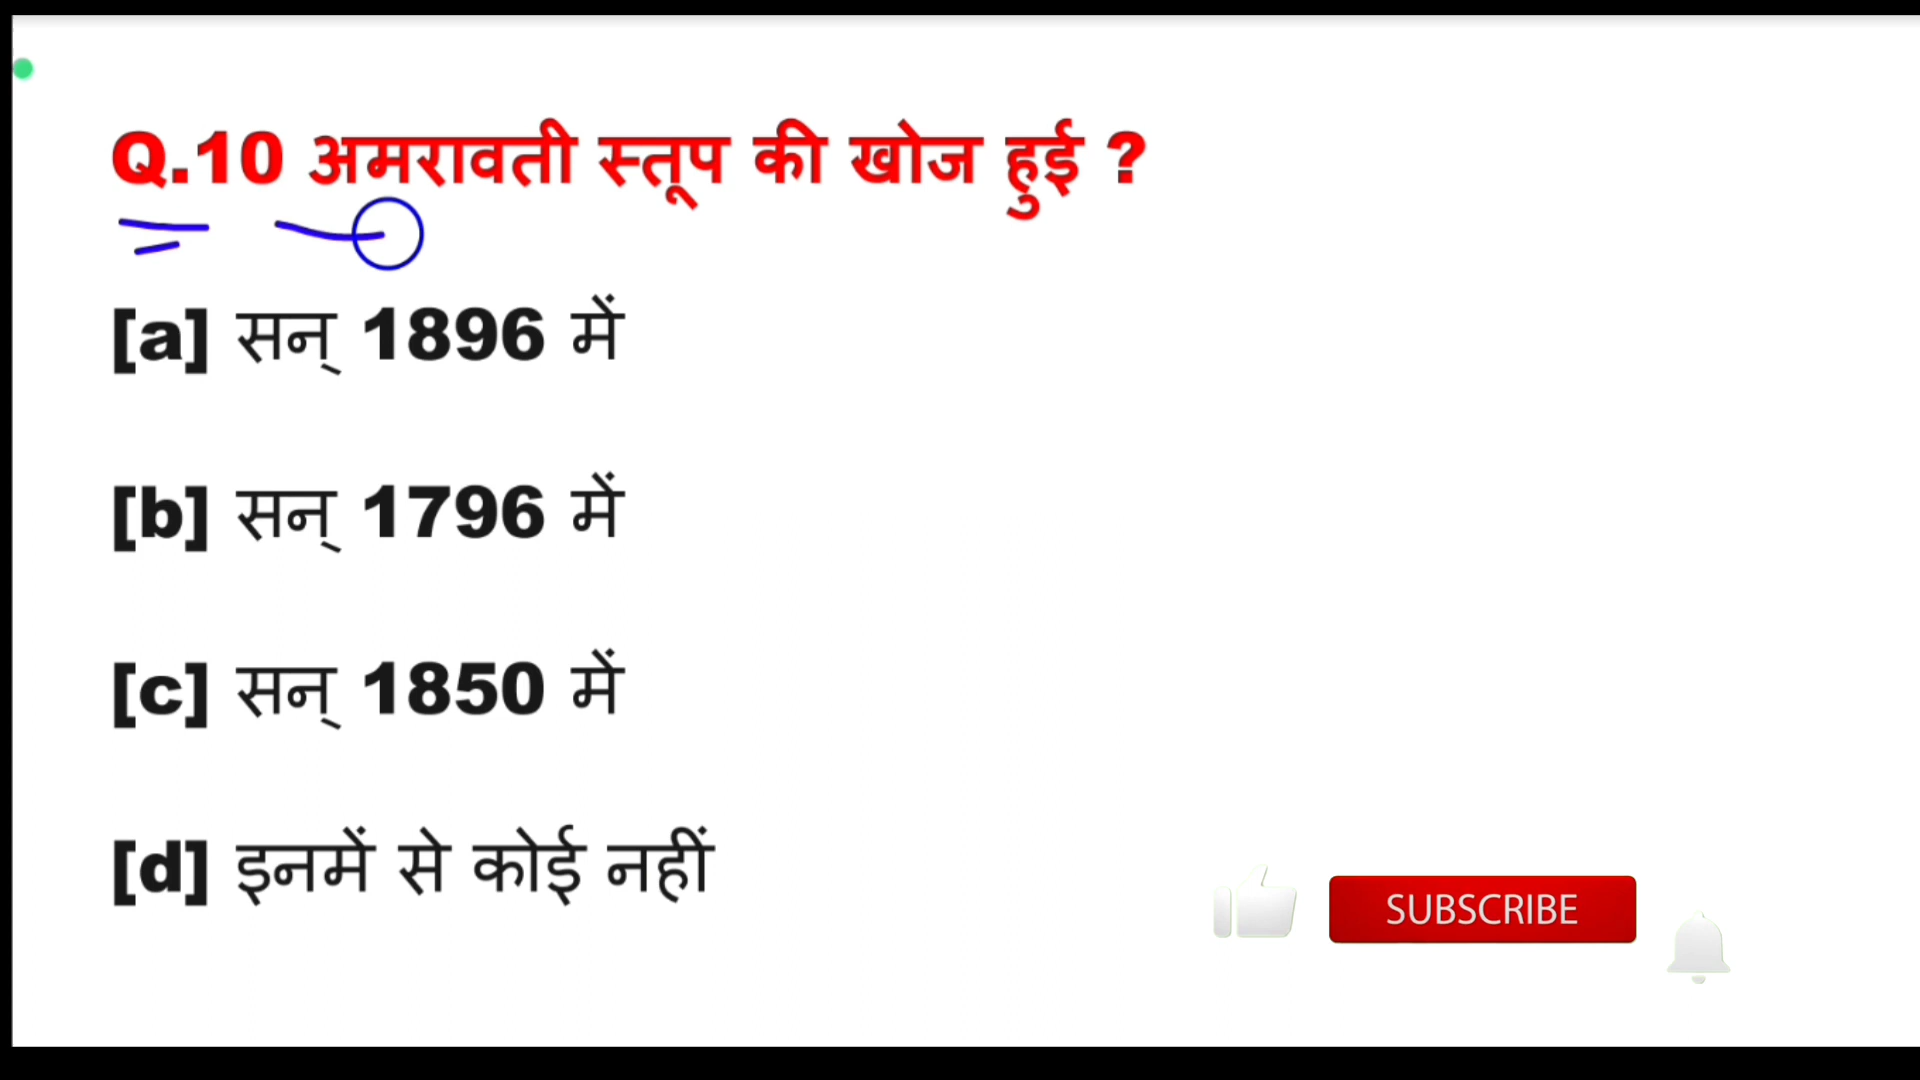 Q.10 अमरावती स्तूप की खोज हुई ?
[a] सन् 1896 में
[b] सन् 1796 में
[c] सन् 1850 में
[d] इनमें से कोई नहीं
SUBSCRIBE